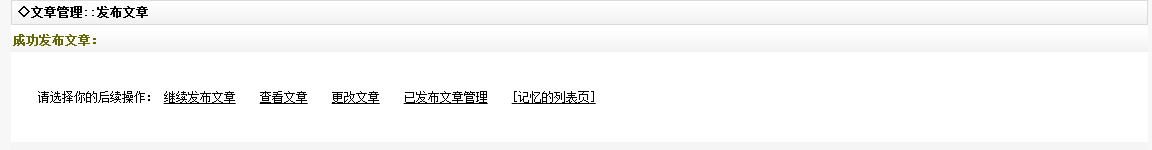 ◇文章管理::发布文章
成功发布文章：
请选择你的后续操作： 继续发布文章 查看文章 更改文章 已发布文章管理 [记忆的列表页]